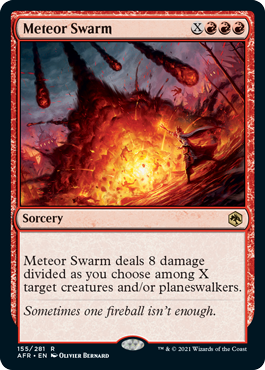 Meteor Swarm XRRR
Sorcery
Meteor Swarm deals 8 damage
divided as you choose among X
target creatures and/or planeswalkers.
Sometimes one fireball isn't enough.
155/281 R
AFR • EN Olivier Bernard
™ & © 2021 Wizards of the Coast